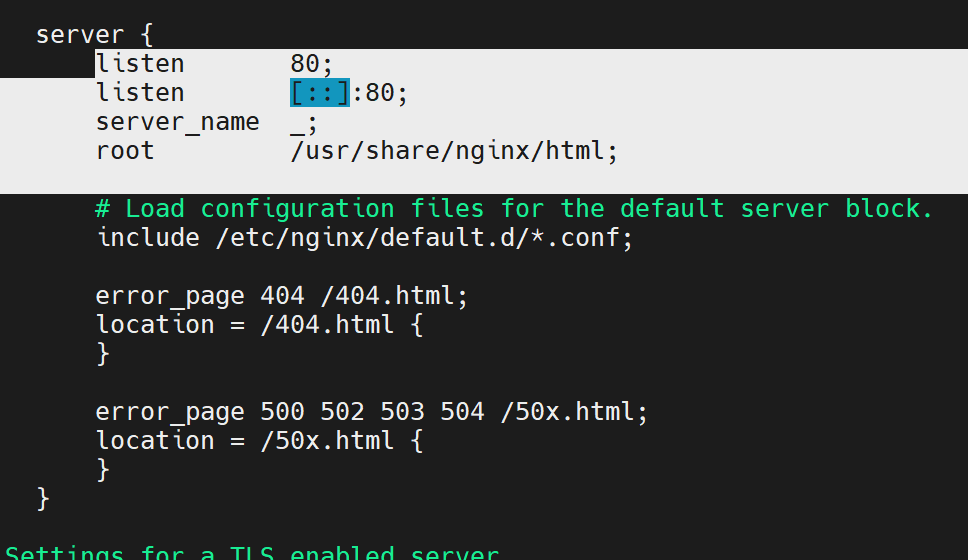 server {
listen       80;
listen       [::]:80;
server_name  _;
root         /usr/share/nginx/html;
# Load configuration files for the default server block.
include /etc/nginx/default.d/*.conf;
error_page 404 /404.html;
location = /404.html {
}
error_page 500 502 503 504 /50x.html;
location = /50x.html {
}
}
Settings for a TLS enabled server